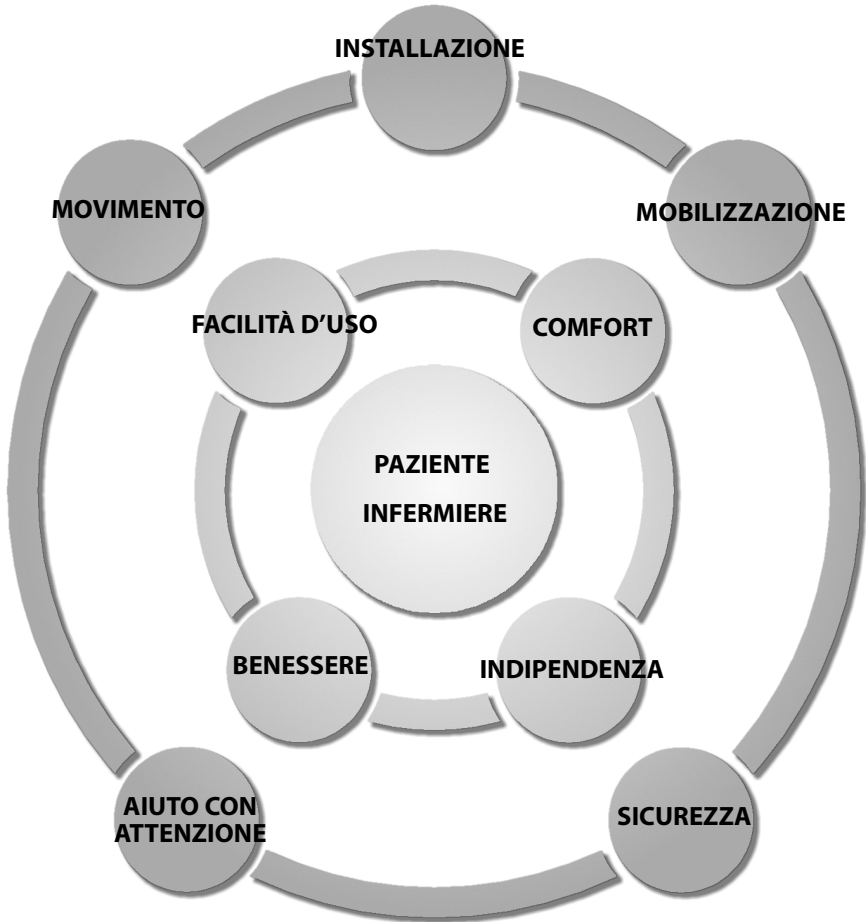 INSTALLAZIONE
MOVIMENTO
MOBILIZZAZIONE
FACILITÀ D'USO
COMFORT
PAZIENTE
INFERMIERE
BENESSERE
INDIPENDENZA
AIUTO CON
ATTENZIONE
SICUREZZA